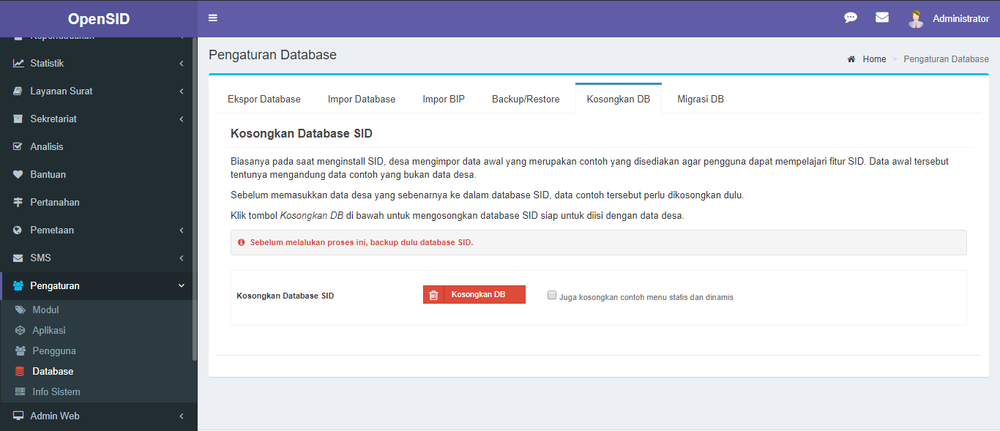 OpenSID
Administrator
Kependudukan
Statistik
Layanan Surat
Sekretariat
Analisis
Bantuan
Pertanahan
Pemetaan
SMS
Pengaturan
Modul
Aplikasi
Pengguna
Database
Info Sistem
Admin Web
Pengaturan Database
Home > Pengaturan Database
Ekspor Database Impor Database Impor BIP Backup/Restore Kosongkan DB Migrasi DB
Kosongkan Database SID
Biasanya pada saat menginstall SID, desa mengimpor data awal yang merupakan contoh yang disediakan agar pengguna dapat mempelajari fitur SID. Data awal tersebut
tentunya mengandung data contoh yang bukan data desa.
Sebelum memasukkan data desa yang sebenarnya ke dalam database SID, data contoh tersebut perlu dikosongkan dulu.
Klik tombol Kosongkan DB di bawah untuk mengosongkan database SID siap untuk diisi dengan data desa.
Sebelum melalukan proses ini, backup dulu database SID.
Kosongkan Database SID Kosongkan DB Juga kosongkan contoh menu statis dan dinamis